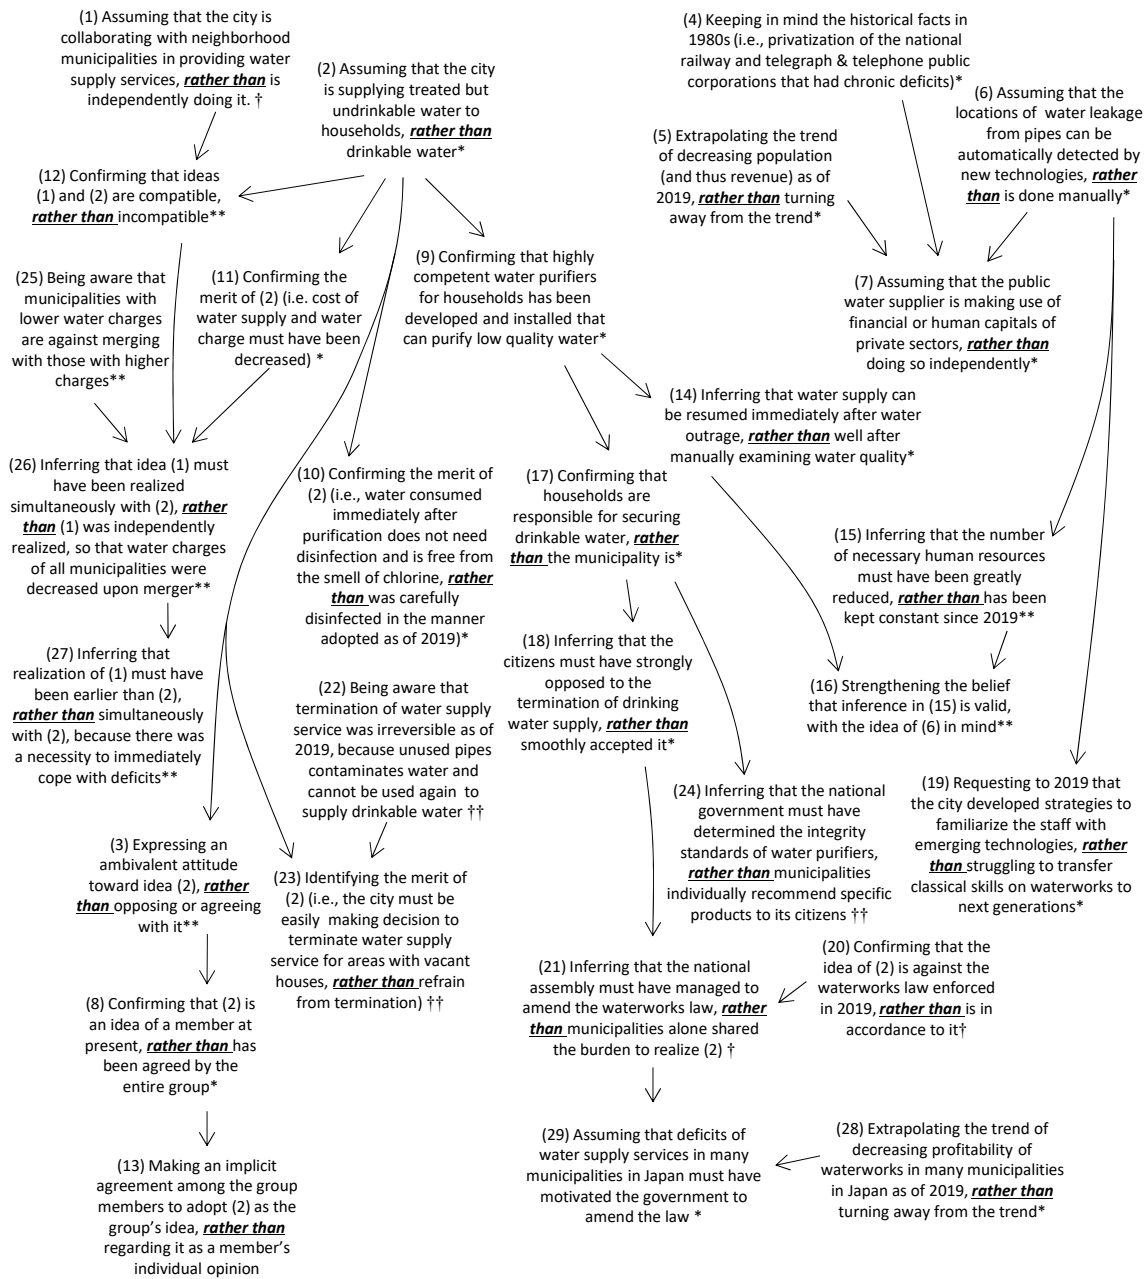 (1) Assuming that the city is
collaborating with neighborhood
municipalities in providing water
supply services, rather than is
independently doing it. †
(2) Assuming that the city
is supplying treated but
undrinkable water to
households, rather than
drinkable water*
(4) Keeping in mind the historical facts in
1980s (i.e., privatization of the national
railway and telegraph & telephone public
corporations that had chronic deficits)*
(5) Extrapolating the trend
of decreasing population
(and thus revenue) as of
2019, rather than turning
away from the trend*
(6) Assuming that the
locations of water leakage
from pipes can be
automatically detected by
new technologies, rather
than is done manually*
(12) Confirming that ideas
(1) and (2) are compatible,
rather than incompatible**
(25) Being aware that
municipalities with
lower water charges
are against merging
with those with higher
charges**
(11) Confirming the
merit of (2) (i.e. cost of
water supply and water
charge must have been
decreased) *
(9) Confirming that highly
competent water purifiers
for households has been
developed and installed that
can purify low quality water*
(7) Assuming that the public
water supplier is making use of
financial or human capitals of
private sectors, rather than
doing so independently*
(14) Inferring that water supply can
be resumed immediately after water
outrage, rather than well after
manually examining water quality*
(26) Inferring that idea (1) must
have been realized
simultaneously with (2), rather
than (1) was independently
realized, so that water charges
of all municipalities were
decreased upon merger**
(10) Confirming the merit of
(2) (i.e., water consumed
immediately after
purification does not need
disinfection and is free from
the smell of chlorine, rather
than was carefully
disinfected in the manner
adopted as of 2019)*
(17) Confirming that
households are
responsible for securing
drinkable water, rather
than the municipality is*
(15) Inferring that the number
of necessary human resources
must have been greatly
reduced, rather than has been
kept constant since 2019**
(27) Inferring that
realization of (1) must have
been earlier than (2),
rather than simultaneously
with (2), because there was
a necessity to immediately
cope with deficits**
(22) Being aware that
termination of water supply
service was irreversible as of
2019, because unused pipes
contaminates water and
cannot be used again to
supply drinkable water ††
(18) Inferring that the
citizens must have strongly
opposed to the
termination of drinking
water supply, rather than
smoothly accepted it*
(16) Strengthening the belief
that inference in (15) is valid,
with the idea of (6) in mind**
(24) Inferring that the national
government must have
determined the integrity
standards of water purifiers,
rather than municipalities
individually recommend specific
products to its citizens ††
(19) Requesting to 2019 that
the city developed strategies to
familiarize the staff with
emerging technologies, rather
than struggling to transfer
classical skills on waterworks to
next generations*
(3) Expressing an
ambivalent attitude
toward idea (2), rather
than opposing or agreeing
with it**
(23) Identifying the merit of
(2) (i.e., the city must be
easily making decision to
terminate water supply
service for areas with vacant
houses, rather than refrain
from termination) ††
(20) Confirming that the
idea of (2) is against the
waterworks law enforced
in 2019, rather than is in
accordance to it†
(21) Inferring that the national
assembly must have managed to
amend the waterworks law, rather
than municipalities alone shared
the burden to realize (2) †
(8) Confirming that (2) is
an idea of a member at
present, rather than has
been agreed by the
entire group*
(29) Assuming that deficits of
water supply services in many
municipalities in Japan must have
motivated the government to
amend the law *
(28) Extrapolating the trend of
decreasing profitability of
waterworks in many municipalities
in Japan as of 2019, rather than
turning away from the trend*
(13) Making an implicit
agreement among the group
members to adopt (2) as the
group’s idea, rather than
regarding it as a member’s
individual opinion